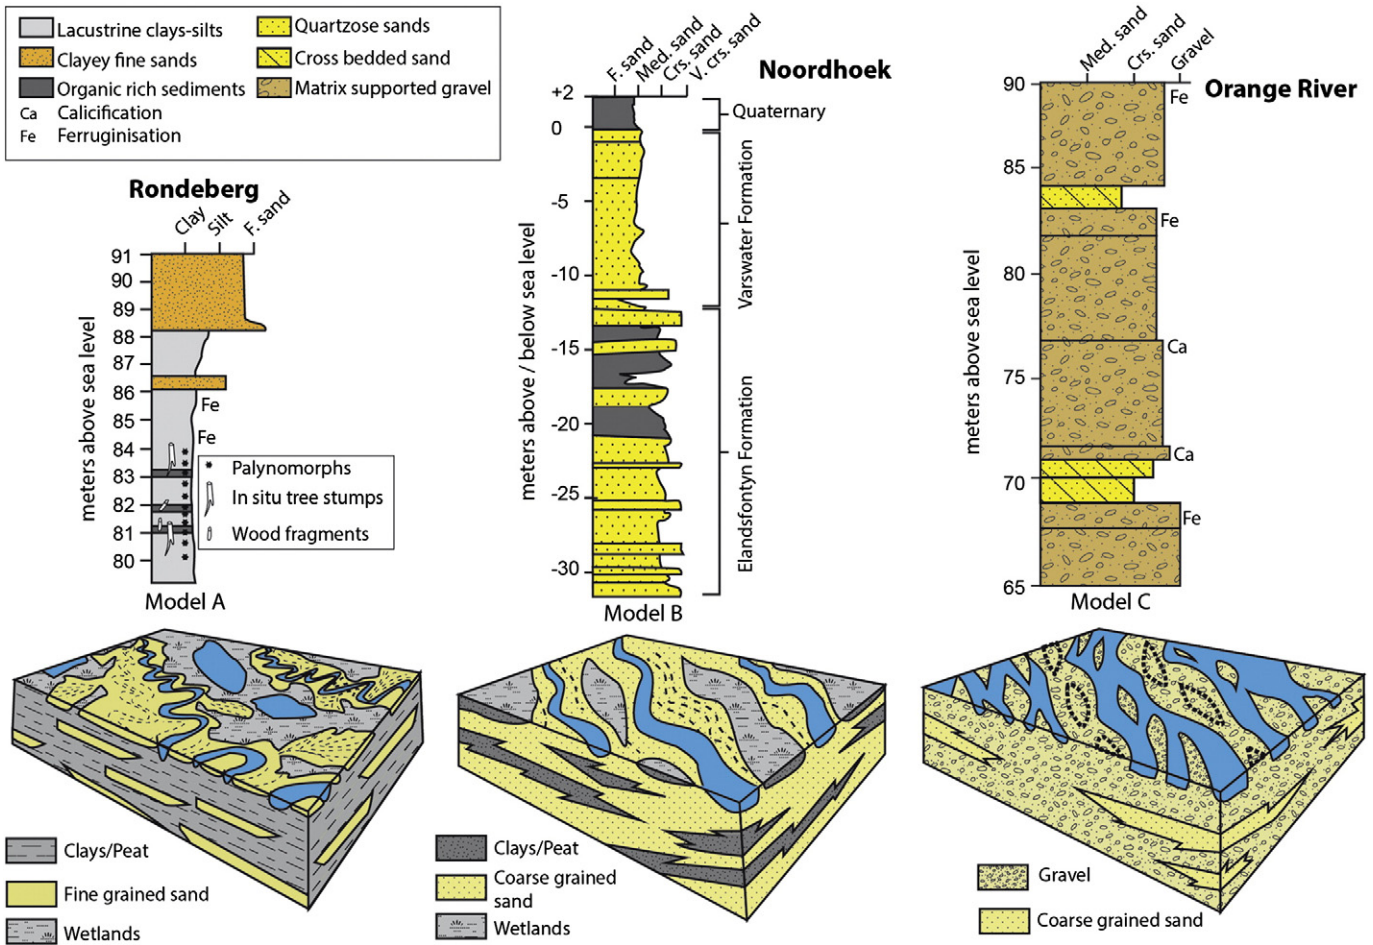 Lacustrine clays-silts
Quartzose sands
Clayey fine sands
Cross bedded sand
Organic rich sediments
Matrix supported gravel
Ca Calicification
Fe Ferruginisation
Rondeberg
Clay
Silt
F. sand
meters above sea level
91
90
89
88
87
86
85
84
83
82
81
80
Fe
Fe
Palynomorphs
In situ tree stumps
Wood fragments
Model A
Clays/Peat
Fine grained sand
Wetlands
Noordhoek
F. sand
Med. sand
Crs. sand
V. crs. sand
meters above / below sea level
+2
0
-5
-10
-15
-20
-25
-30
Quaternary
Varswater Formation
Elandsfontyn Formation
Model B
Clays/Peat
Coarse grained
sand
Wetlands
Orange River
Med. sand
Crs. sand
Gravel
meters above sea level
90
85
80
75
70
65
Fe
Fe
Ca
Ca
Fe
Model C
Gravel
Coarse grained sand